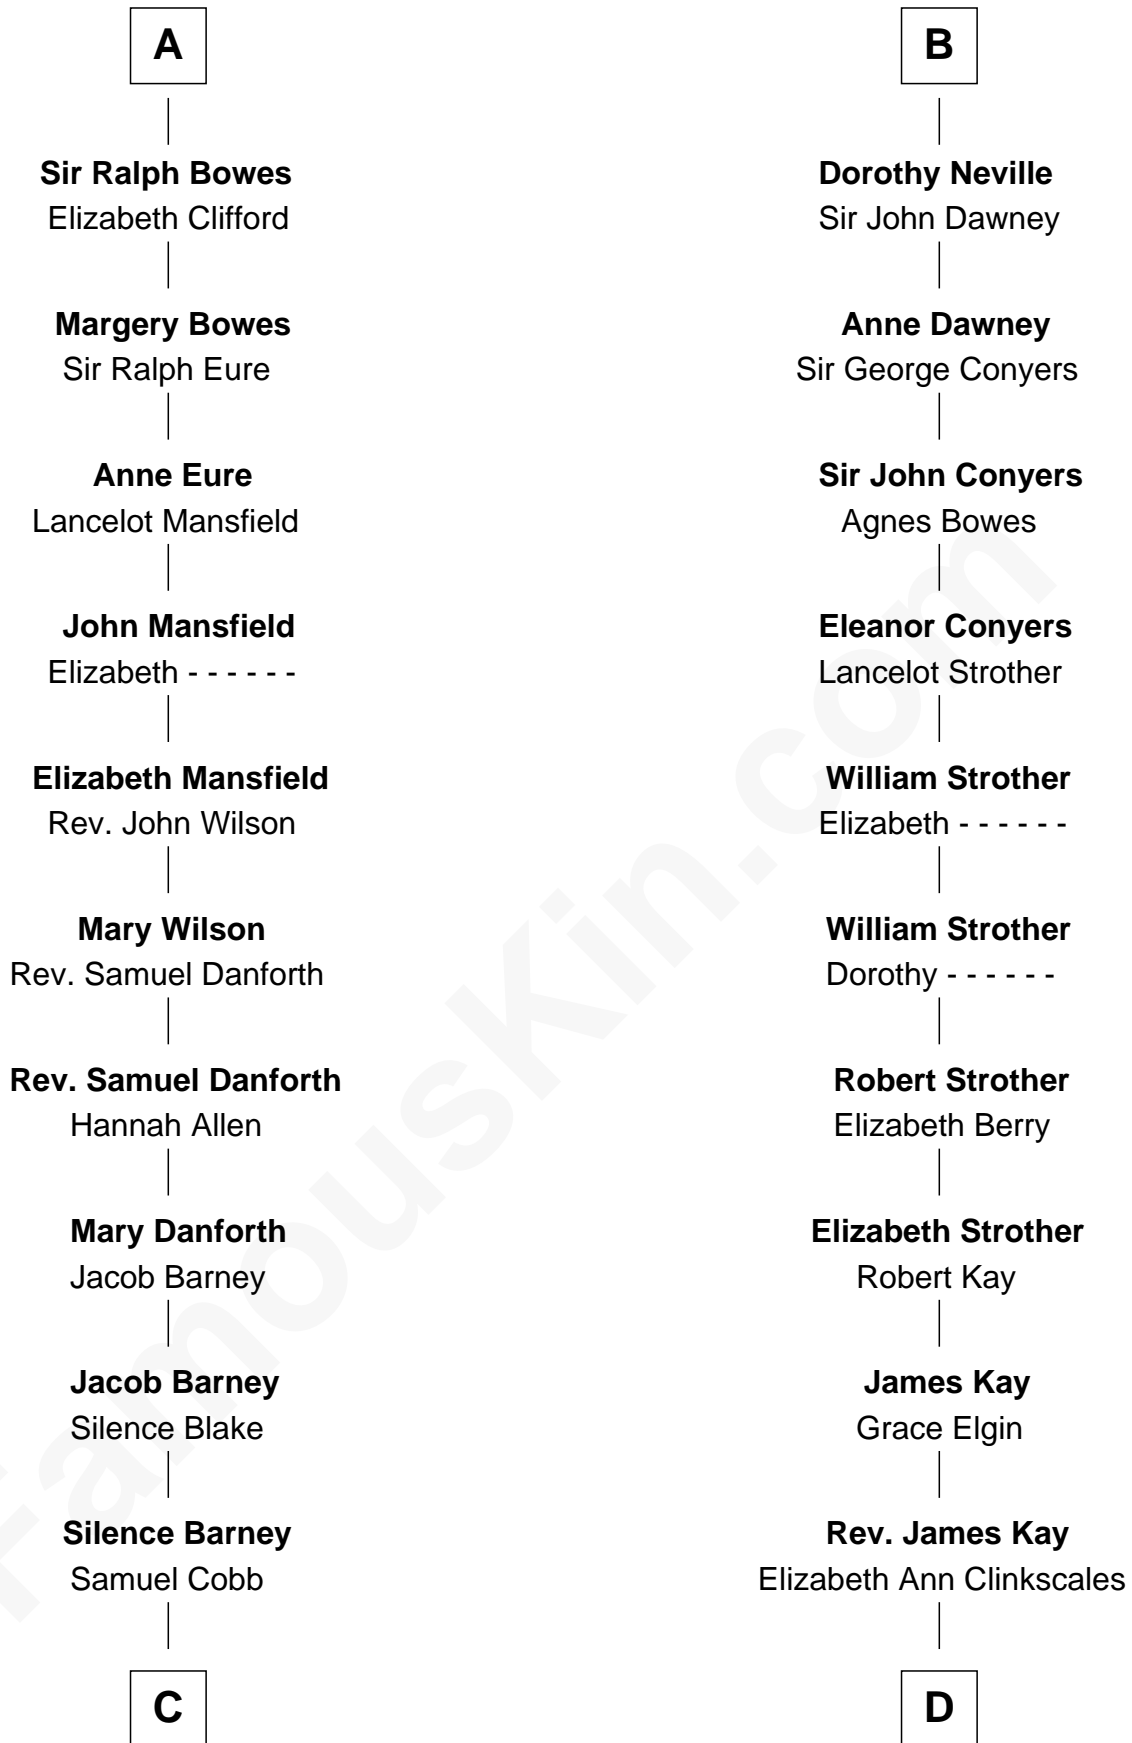 A
Sir Ralph Bowes
Elizabeth Clifford
Margery Bowes
Sir Ralph Eure
Anne Eure
Lancelot Mansfield
John Mansfield
Elizabeth - - - - - -
Elizabeth Mansfield
Rev. John Wilson
Mary Wilson
Rev. Samuel Danforth
Rev. Samuel Danforth
Hannah Allen
Mary Danforth
Jacob Barney
Jacob Barney
Silence Blake
Silence Barney
Samuel Cobb
C
B
Dorothy Neville
Sir John Dawney
Anne Dawney
Sir George Conyers
Sir John Conyers
Agnes Bowes
Eleanor Conyers
Lancelot Strother
William Strother
Elizabeth - - - - - -
William Strother
Dorothy - - - - - -
Robert Strother
Elizabeth Berry
Elizabeth Strother
Robert Kay
James Kay
Grace Elgin
Rev. James Kay
Elizabeth Ann Clinkscales
D
FamousKin.com